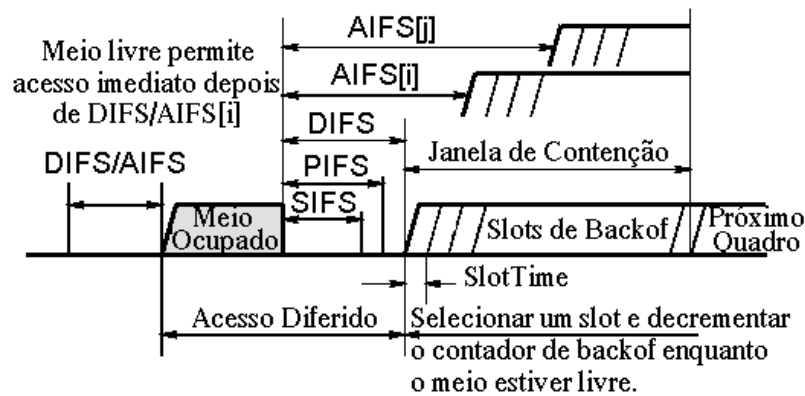 AIFS[j]
Meio livre permite
acesso imediato depois
de DIFS/AIFS[i]
AIFS[i]
DIFS
Janela de Contenção
DIFS/AIFS
PIFS
SIFS
Meio
Ocupado
Slots de Backof
Próximo
Quadro
SlotTime
Acesso Diferido
Selecionar um slot e decrementar
o contador de backof enquanto
o meio estiver livre.